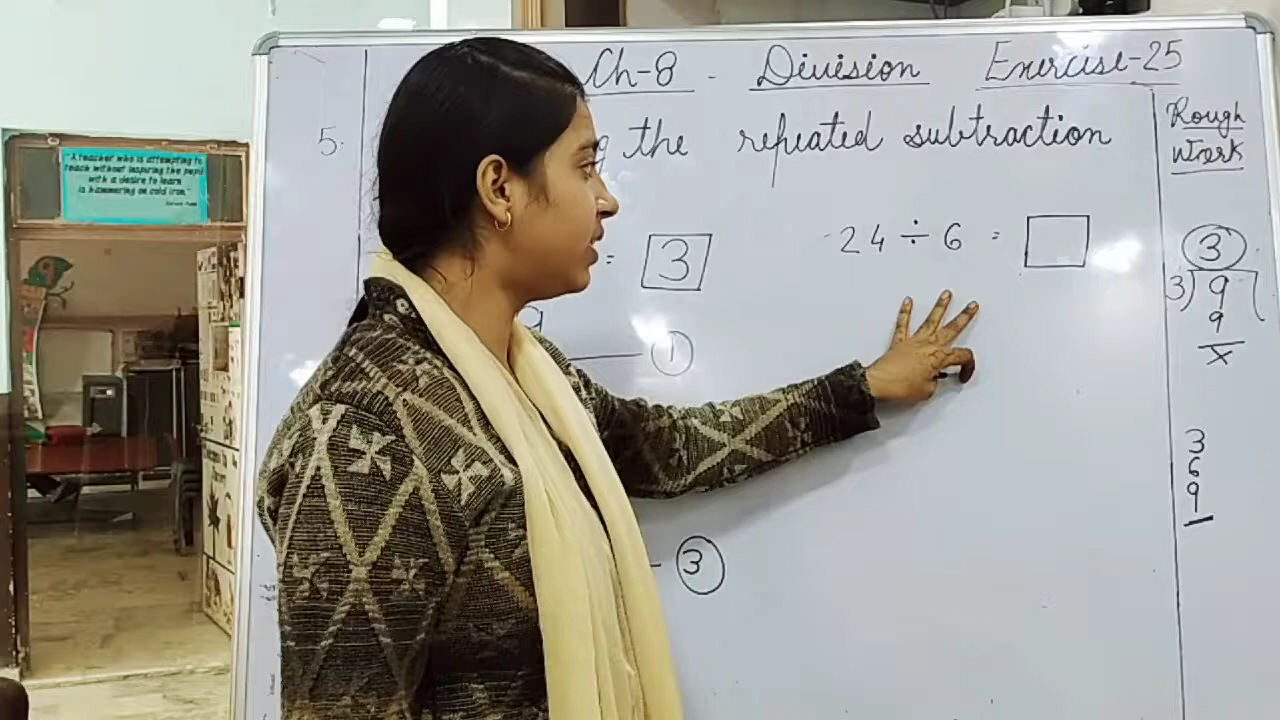 "A teacher who is attempting to
teach without inspiring the pupil
with a desire to learn
is hammering on cold iron."
Ch-8 - Division Exercise-25
5. g the repeated subtraction
= 3
9
1
3
24 ÷ 6 =
Rough
Work
3
3) 9
9
x
3
6
9